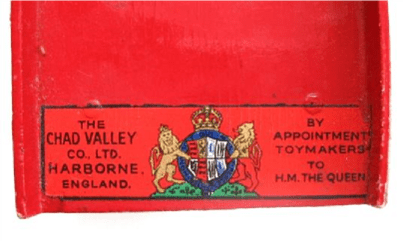 THE
CHAD VALLEY
CO., LTD.
HARBORNE,
ENGLAND.
BY
APPOINTMENT
TOYMAKERS
TO
H.M. THE QUEEN